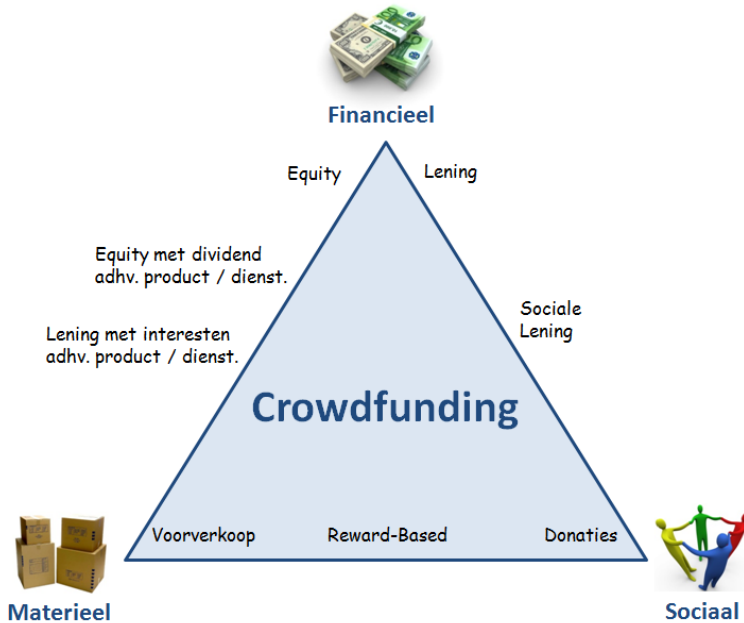 Financieel
Equity
Lening
Equity met dividend
adhv. product / dienst.
Sociale
Lening
Lening met interesten
adhv. product / dienst.
Crowdfunding
Voorverkoop
Reward-Based
Donaties
Materieel
Sociaal